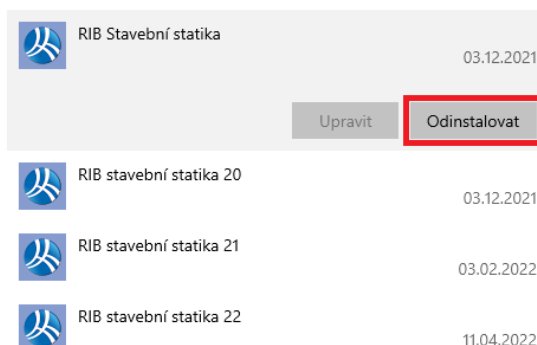 RIB Stavební statika
03.12.2021
Upravit
Odinstalovat
RIB stavební statika 20
03.12.2021
RIB stavební statika 21
03.02.2022
RIB stavební statika 22
11.04.2022